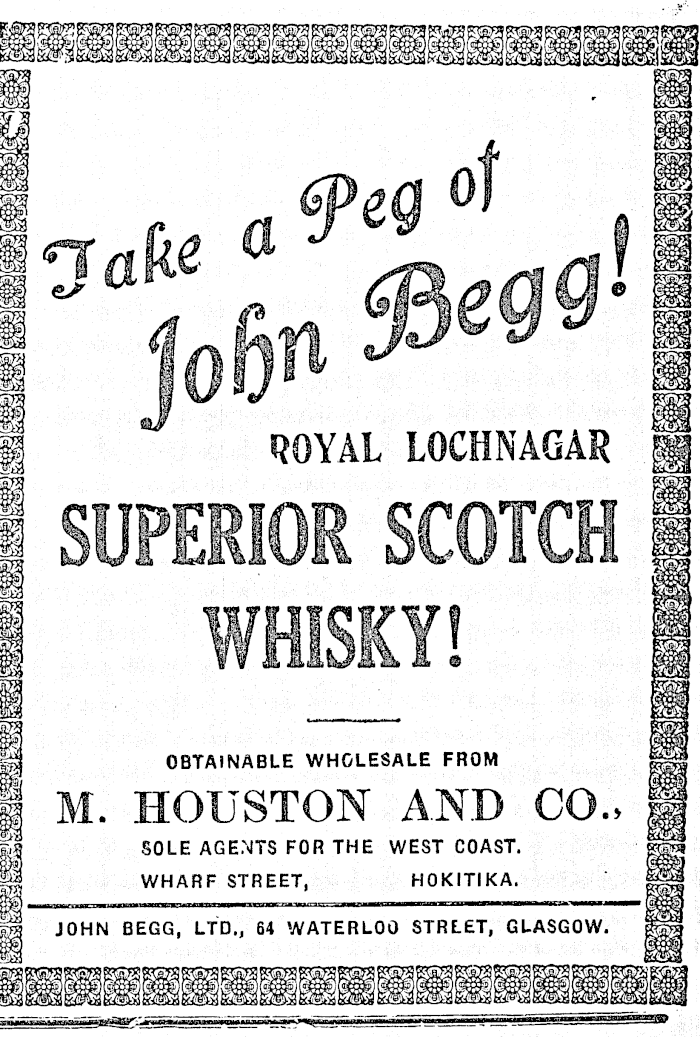 Take a Peg of
John Begg!
ROYAL LOCHNAGAR
SUPERIOR SCOTCH
WHISKY!
OBTAINABLE WHOLESALE FROM
M. HOUSTON AND CO.,
SOLE AGENTS FOR THE WEST COAST.
WHARF STREET, HOKITIKA.
JOHN BEGG, LTD., 64 WATERLOO STREET, GLASGOW.